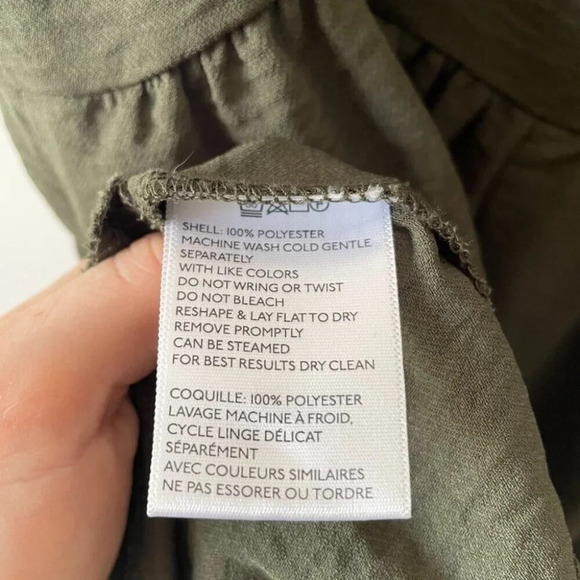 SHELL: 100% POLYESTER
MACHINE WASH COLD GENTLE
SEPARATELY
WITH LIKE COLORS
DO NOT WRING OR TWIST
DO NOT BLEACH
RESHAPE & LAY FLAT TO DRY
REMOVE PROMPTLY
CAN BE STEAMED
FOR BEST RESULTS DRY CLEAN
COQUILLE: 100% POLYESTER
LAVAGE MACHINE À FROID,
CYCLE LINGE DÉLICAT
SÉPARÉMENT
AVEC COULEURS SIMILAIRES
NE PAS ESSORER OU TORDRE